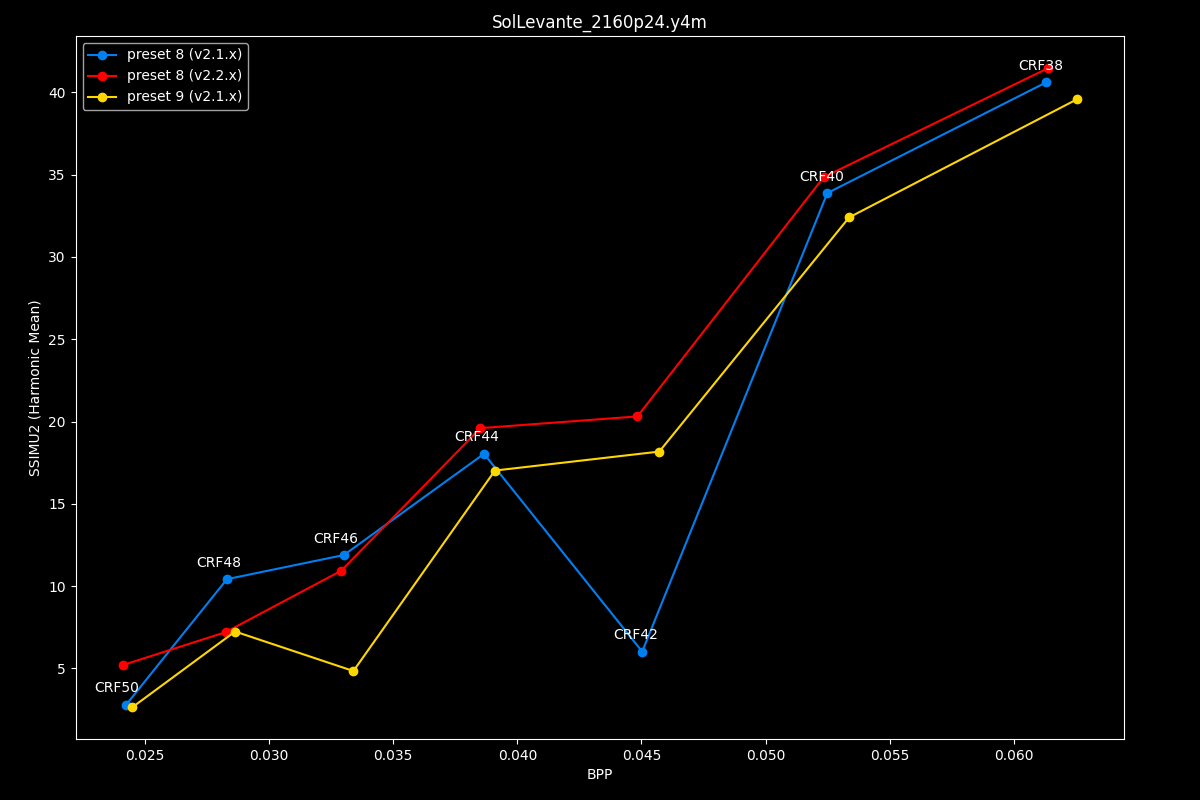 SolLevante_2160p24.y4m
preset 8 (v2.1.x)
preset 8 (v2.2.x)
preset 9 (v2.1.x)
CRF38
CRF40
CRF44
CRF46
CRF48
CRF42
CRF50
SSIMU2 (Harmonic Mean)
40
35
30
25
20
15
10
5
0.025 0.030 0.035 0.040 0.045 0.050 0.055 0.060
BPP